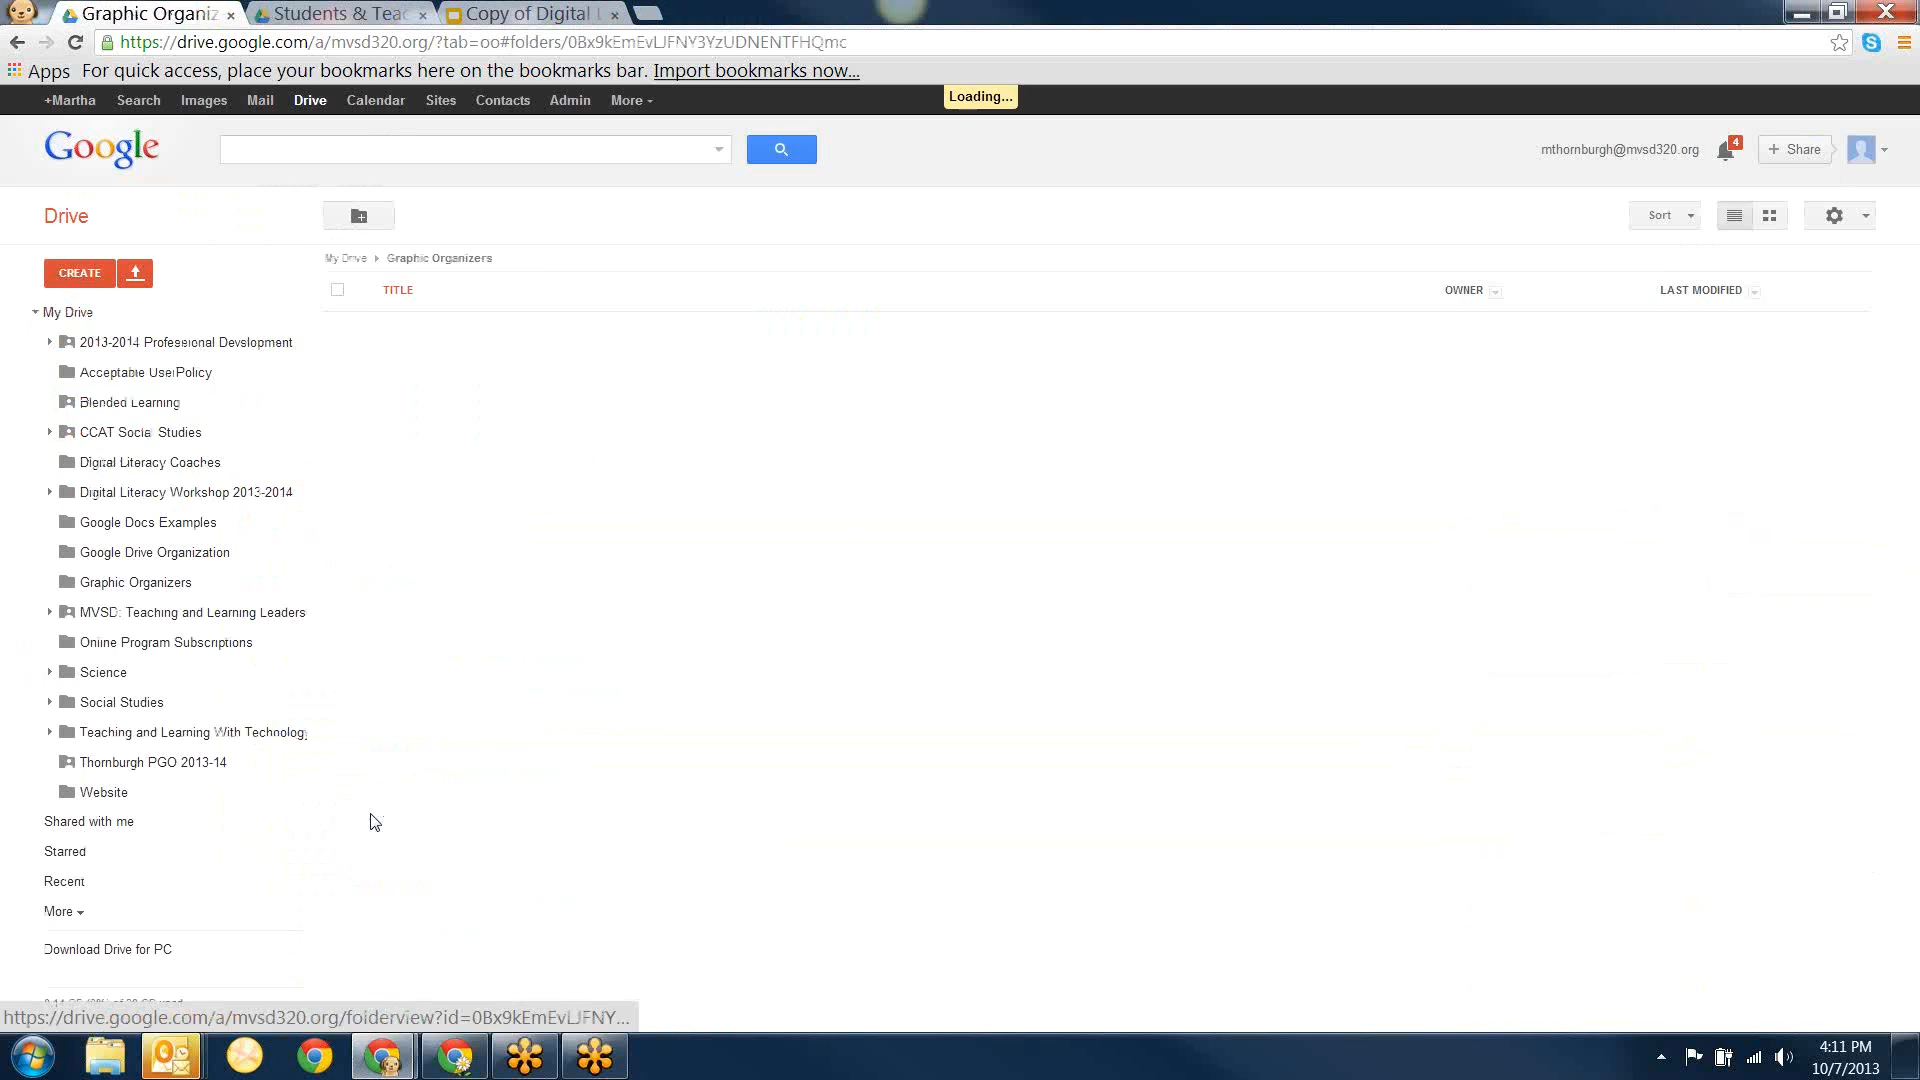 Graphic Organiz
Students & Teac
Copy of Digital
https://drive.google.com/a/mvsd320.org/?tab=oo#folders/0Bx9kEmEvLJFNY3YzUDNENTFHQmc
Apps For quick access, place your bookmarks here on the bookmarks bar. Import bookmarks now...
+Martha Search Images Mail Drive Calendar Sites Contacts Admin More
Loading...
Google
mthornburgh@mvsd320.org
4
+ Share
Drive
Sort
My Drive Graphic Organizers
CREATE
TITLE OWNER LAST MODIFIED
My Drive
2013-2014 Professional Devslopment
Acceptable Use Policy
Blended Learning
CCAT Social Studies
Digital Literacy Coaches
Digital Literacy Workshop 2013-2014
Google Docs Examples
Google Drive Organization
Graphic Organizers
MVSD: Teaching and Learning Leaders
Online Program Subscriptions
Science
Social Studies
Teaching and Learning With Technology
Thornburgh PGO 2013-14
Website
Shared with me
Starred
Recent
More
Download Drive for PC
https://drive.google.com/a/mvsd320.org/folderview?id=0Bx9kEmEvLJFNY...
4:11 PM
10/7/2013